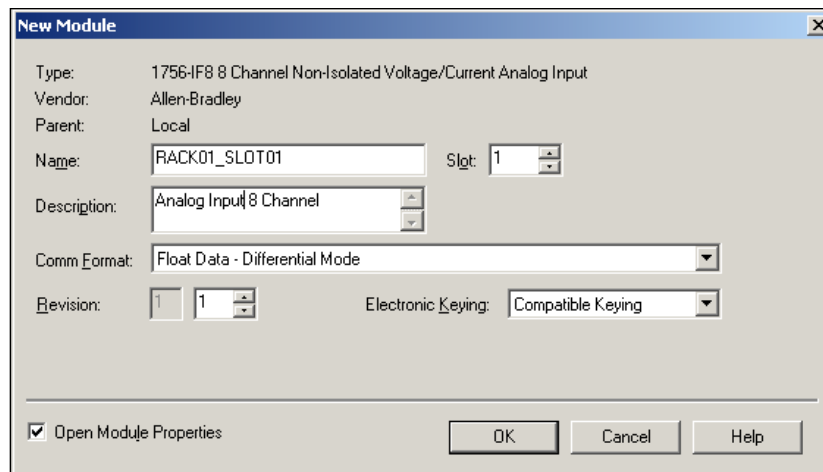 New Module
Type: 1756-IF8 8 Channel Non-Isolated Voltage/Current Analog Input
Vendor: Allen-Bradley
Parent: Local
Name: RACK01_SLOT01 Slot: 1
Description: Analog Input 8 Channel
Comm Format: Float Data - Differential Mode
Revision: 1 1 Electronic Keying: Compatible Keying
Open Module Properties OK Cancel Help